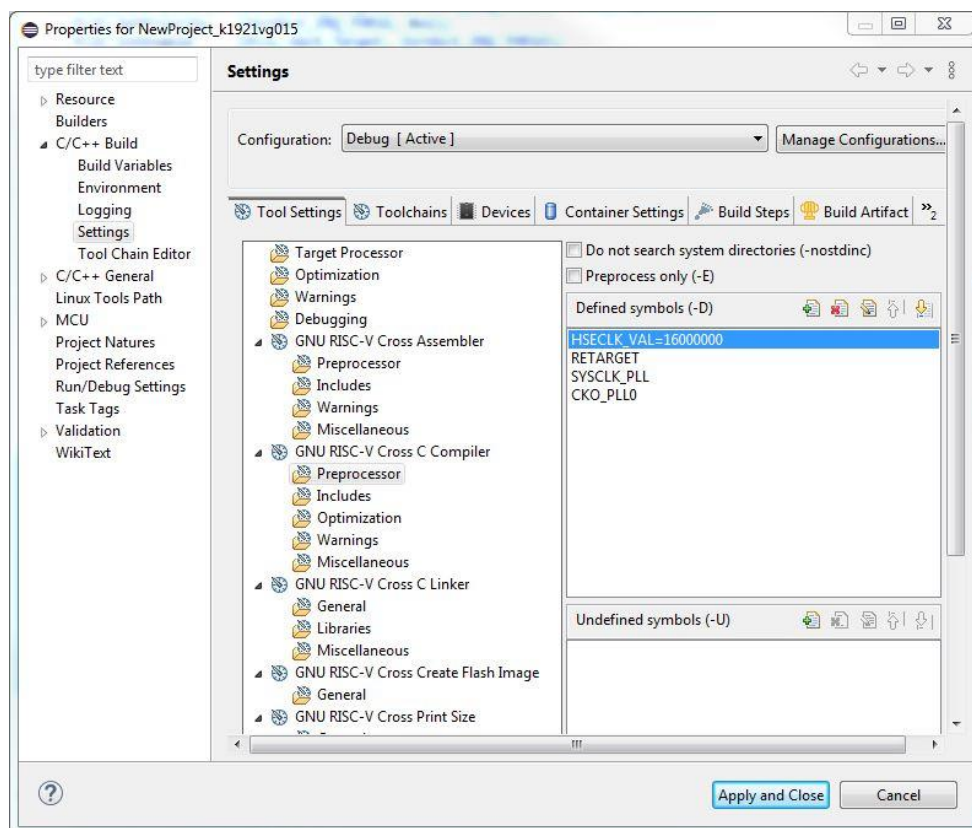 Properties for NewProject_k1921vg015
type filter text
Resource
Builders
C/C++ Build
Build Variables
Environment
Logging
Settings
Tool Chain Editor
C/C++ General
Linux Tools Path
MCU
Project Natures
Project References
Run/Debug Settings
Task Tags
Validation
WikiText
Settings
Configuration: Debug [ Active ] Manage Configurations...
Tool Settings Toolchains Devices Container Settings Build Steps Build Artifact »2
Target Processor
Optimization
Warnings
Debugging
GNU RISC-V Cross Assembler
Preprocessor
Includes
Warnings
Miscellaneous
GNU RISC-V Cross C Compiler
Preprocessor
Includes
Optimization
Warnings
Miscellaneous
GNU RISC-V Cross C Linker
General
Libraries
Miscellaneous
GNU RISC-V Cross Create Flash Image
General
GNU RISC-V Cross Print Size
Do not search system directories (-nostdinc)
Preprocess only (-E)
Defined symbols (-D)
HSECLK_VAL=16000000
RETARGET
SYSCLK_PLL
CKO_PLL0
Undefined symbols (-U)
Apply and Close
Cancel